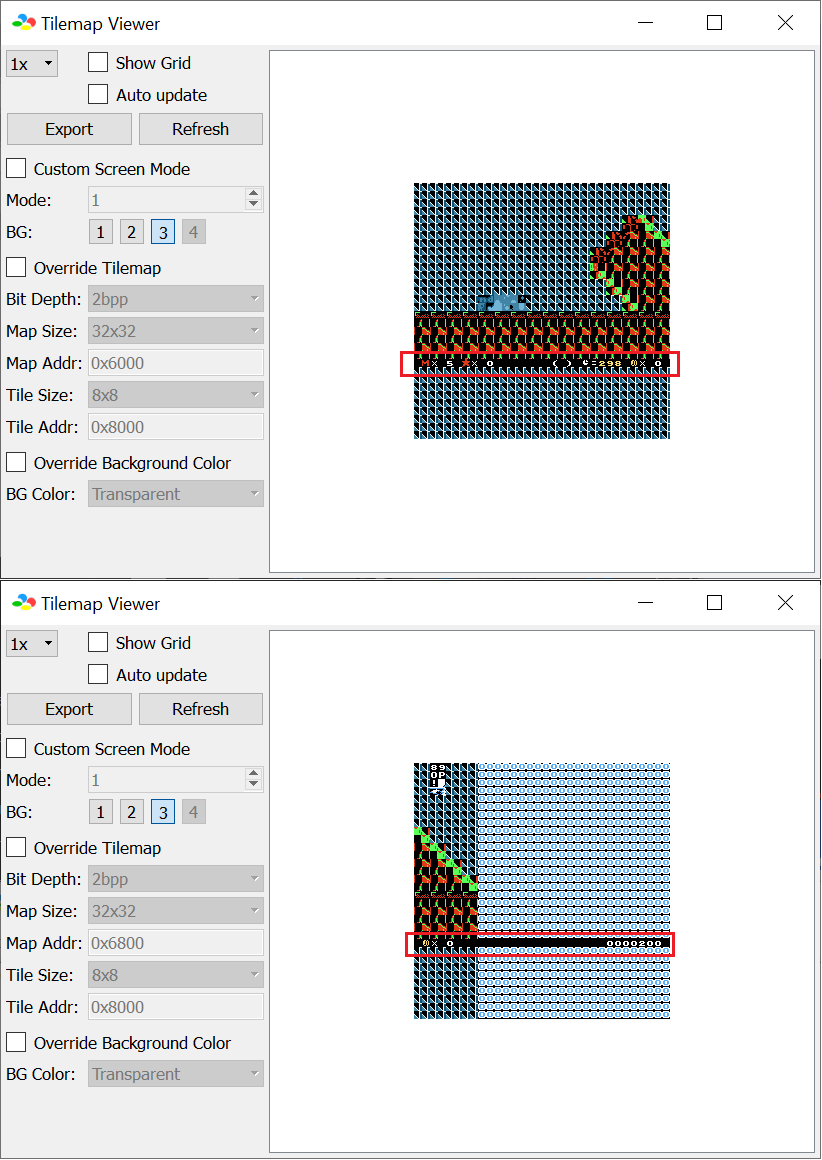 Tilemap Viewer
1x Show Grid
Auto update
Export Refresh
Custom Screen Mode
Mode: 1
BG: 1 2 3 4
Override Tilemap
Bit Depth: 2bpp
Map Size: 32x32
Map Addr: 0x6000
Tile Size: 8x8
Tile Addr: 0x8000
Override Background Color
BG Color: Transparent
M× 5 ★× 0 ( ) 298 × 0
Tilemap Viewer
1x Show Grid
Auto update
Export Refresh
Custom Screen Mode
Mode: 1
BG: 1 2 3 4
Override Tilemap
Bit Depth: 2bpp
Map Size: 32x32
Map Addr: 0x6800
Tile Size: 8x8
Tile Addr: 0x8000
Override Background Color
BG Color: Transparent
89
0P
× 0 0000200